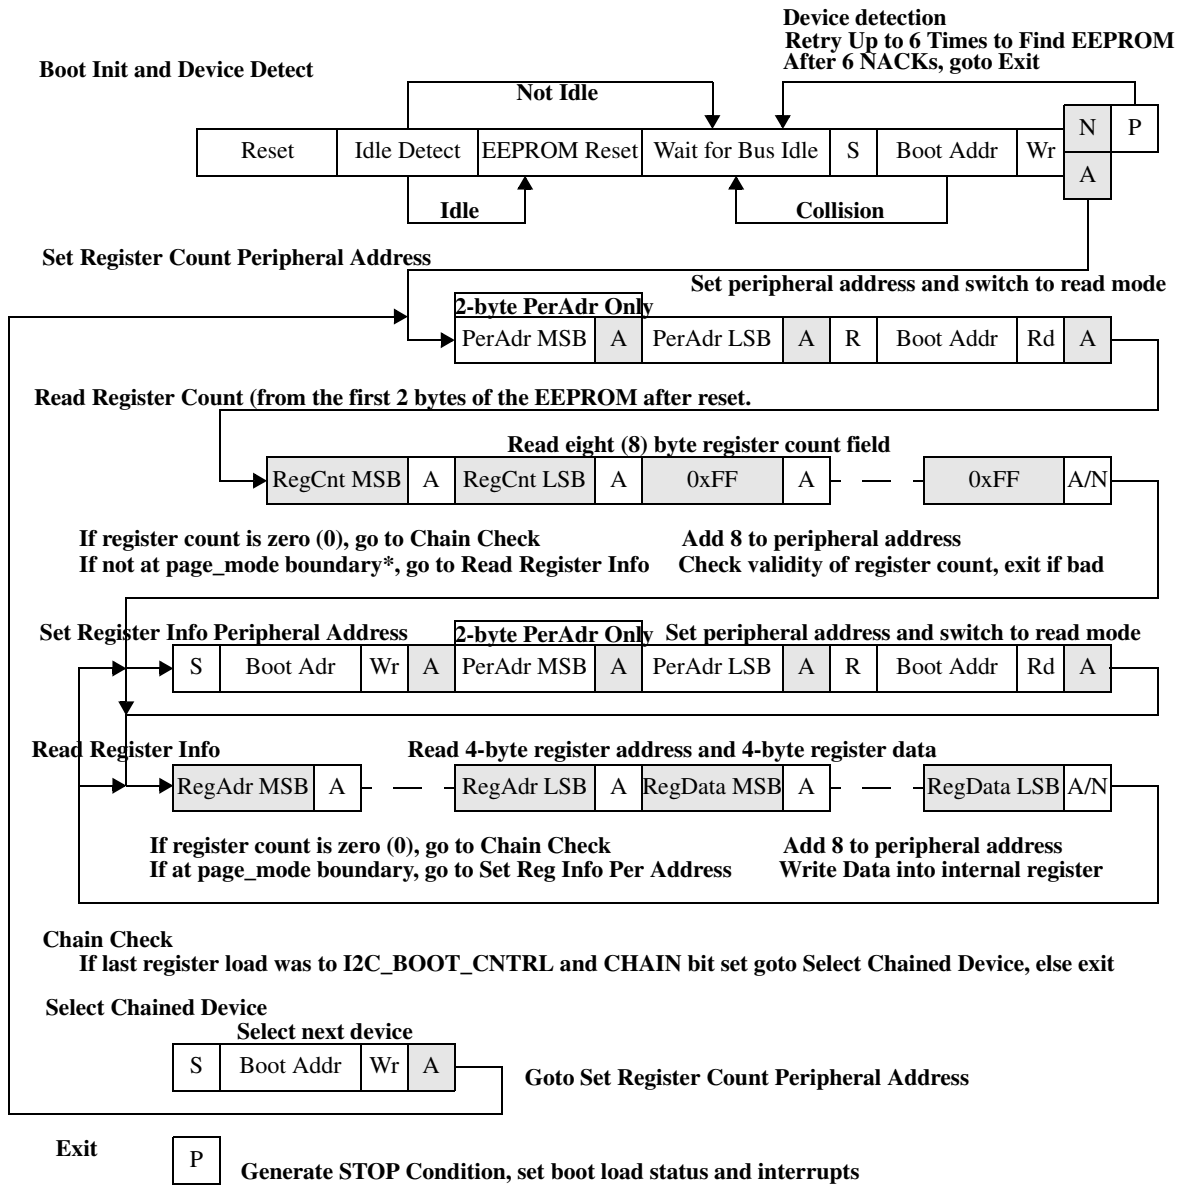 Device detection
Retry Up to 6 Times to Find EEPROM
After 6 NACKs, goto Exit
Boot Init and Device Detect
Not Idle
N P
Reset Idle Detect EEPROM Reset Wait for Bus Idle S Boot Addr Wr
A
Idle Collision
Set Register Count Peripheral Address
Set peripheral address and switch to read mode
2-byte PerAdr Only
PerAdr MSB A PerAdr LSB A R Boot Addr Rd A
Read Register Count (from the first 2 bytes of the EEPROM after reset.
Read eight (8) byte register count field
RegCnt MSB A RegCnt LSB A 0xFF A 0xFF A/N
If register count is zero (0), go to Chain Check Add 8 to peripheral address
If not at page_mode boundary*, go to Read Register Info Check validity of register count, exit if bad
Set Register Info Peripheral Address 2-byte PerAdr Only Set peripheral address and switch to read mode
S Boot Adr Wr A PerAdr MSB A PerAdr LSB A R Boot Addr Rd A
Read Register Info Read 4-byte register address and 4-byte register data
RegAdr MSB A RegAdr LSB A RegData MSB A RegData LSB A/N
If register count is zero (0), go to Chain Check Add 8 to peripheral address
If at page_mode boundary, go to Set Reg Info Per Address Write Data into internal register
Chain Check
If last register load was to I2C_BOOT_CNTRL and CHAIN bit set goto Select Chained Device, else exit
Select Chained Device
Select next device
S Boot Addr Wr A
Goto Set Register Count Peripheral Address
Exit P
Generate STOP Condition, set boot load status and interrupts